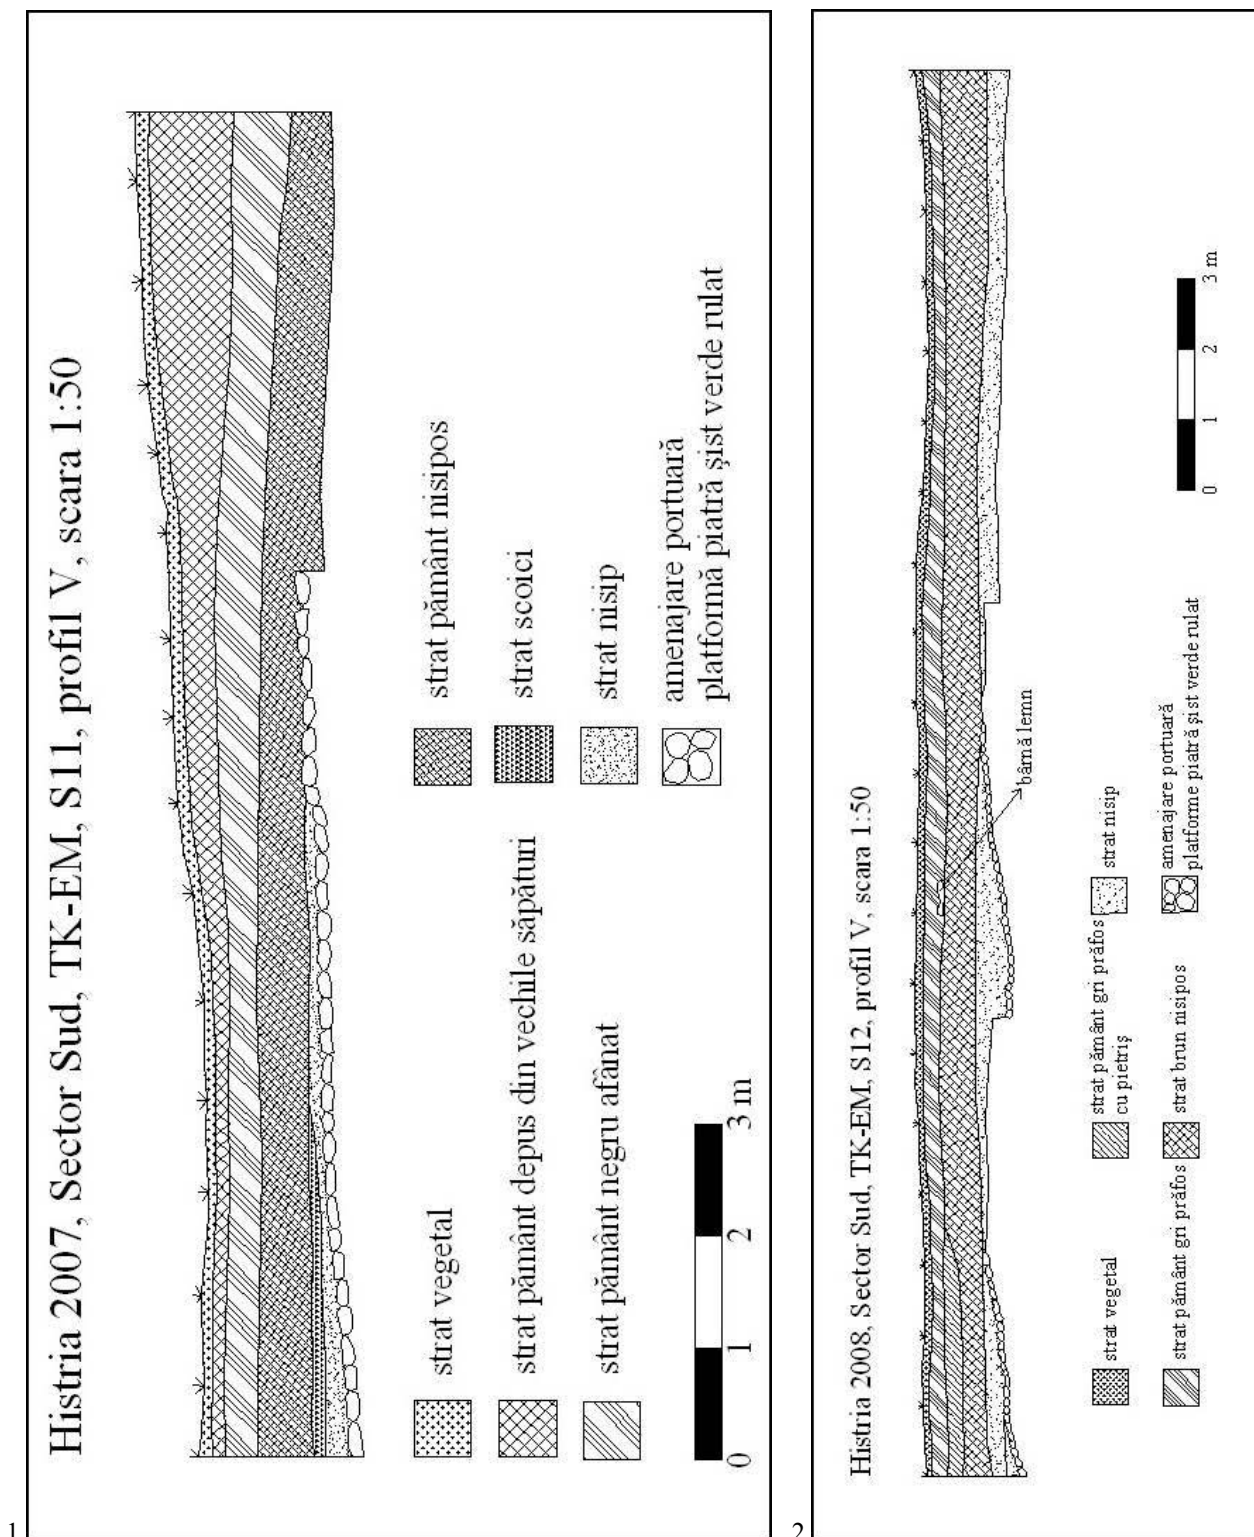 Histria 2007, Sector Sud, TK-EM, S11, profil V, scara 1:50
strat vegetal
strat pământ depus din vechile săpături
strat pământ negru afânat
strat pământ nisipos
strat scoici
strat nisip
amenajare portuară
platformă piatră şist verde rulat
0 1 2 3 m
1
Histria 2008, Sector Sud, TK-EM, S12, profil V, scara 1:50
bârnă lemn
strat vegetal
strat pământ gri prăfos
strat pământ gri prăfos
cu pietriş
strat brun nisipos
strat nisip
amenajare portuară
platforme piatră şi st verde rulat
0 1 2 3 m
2